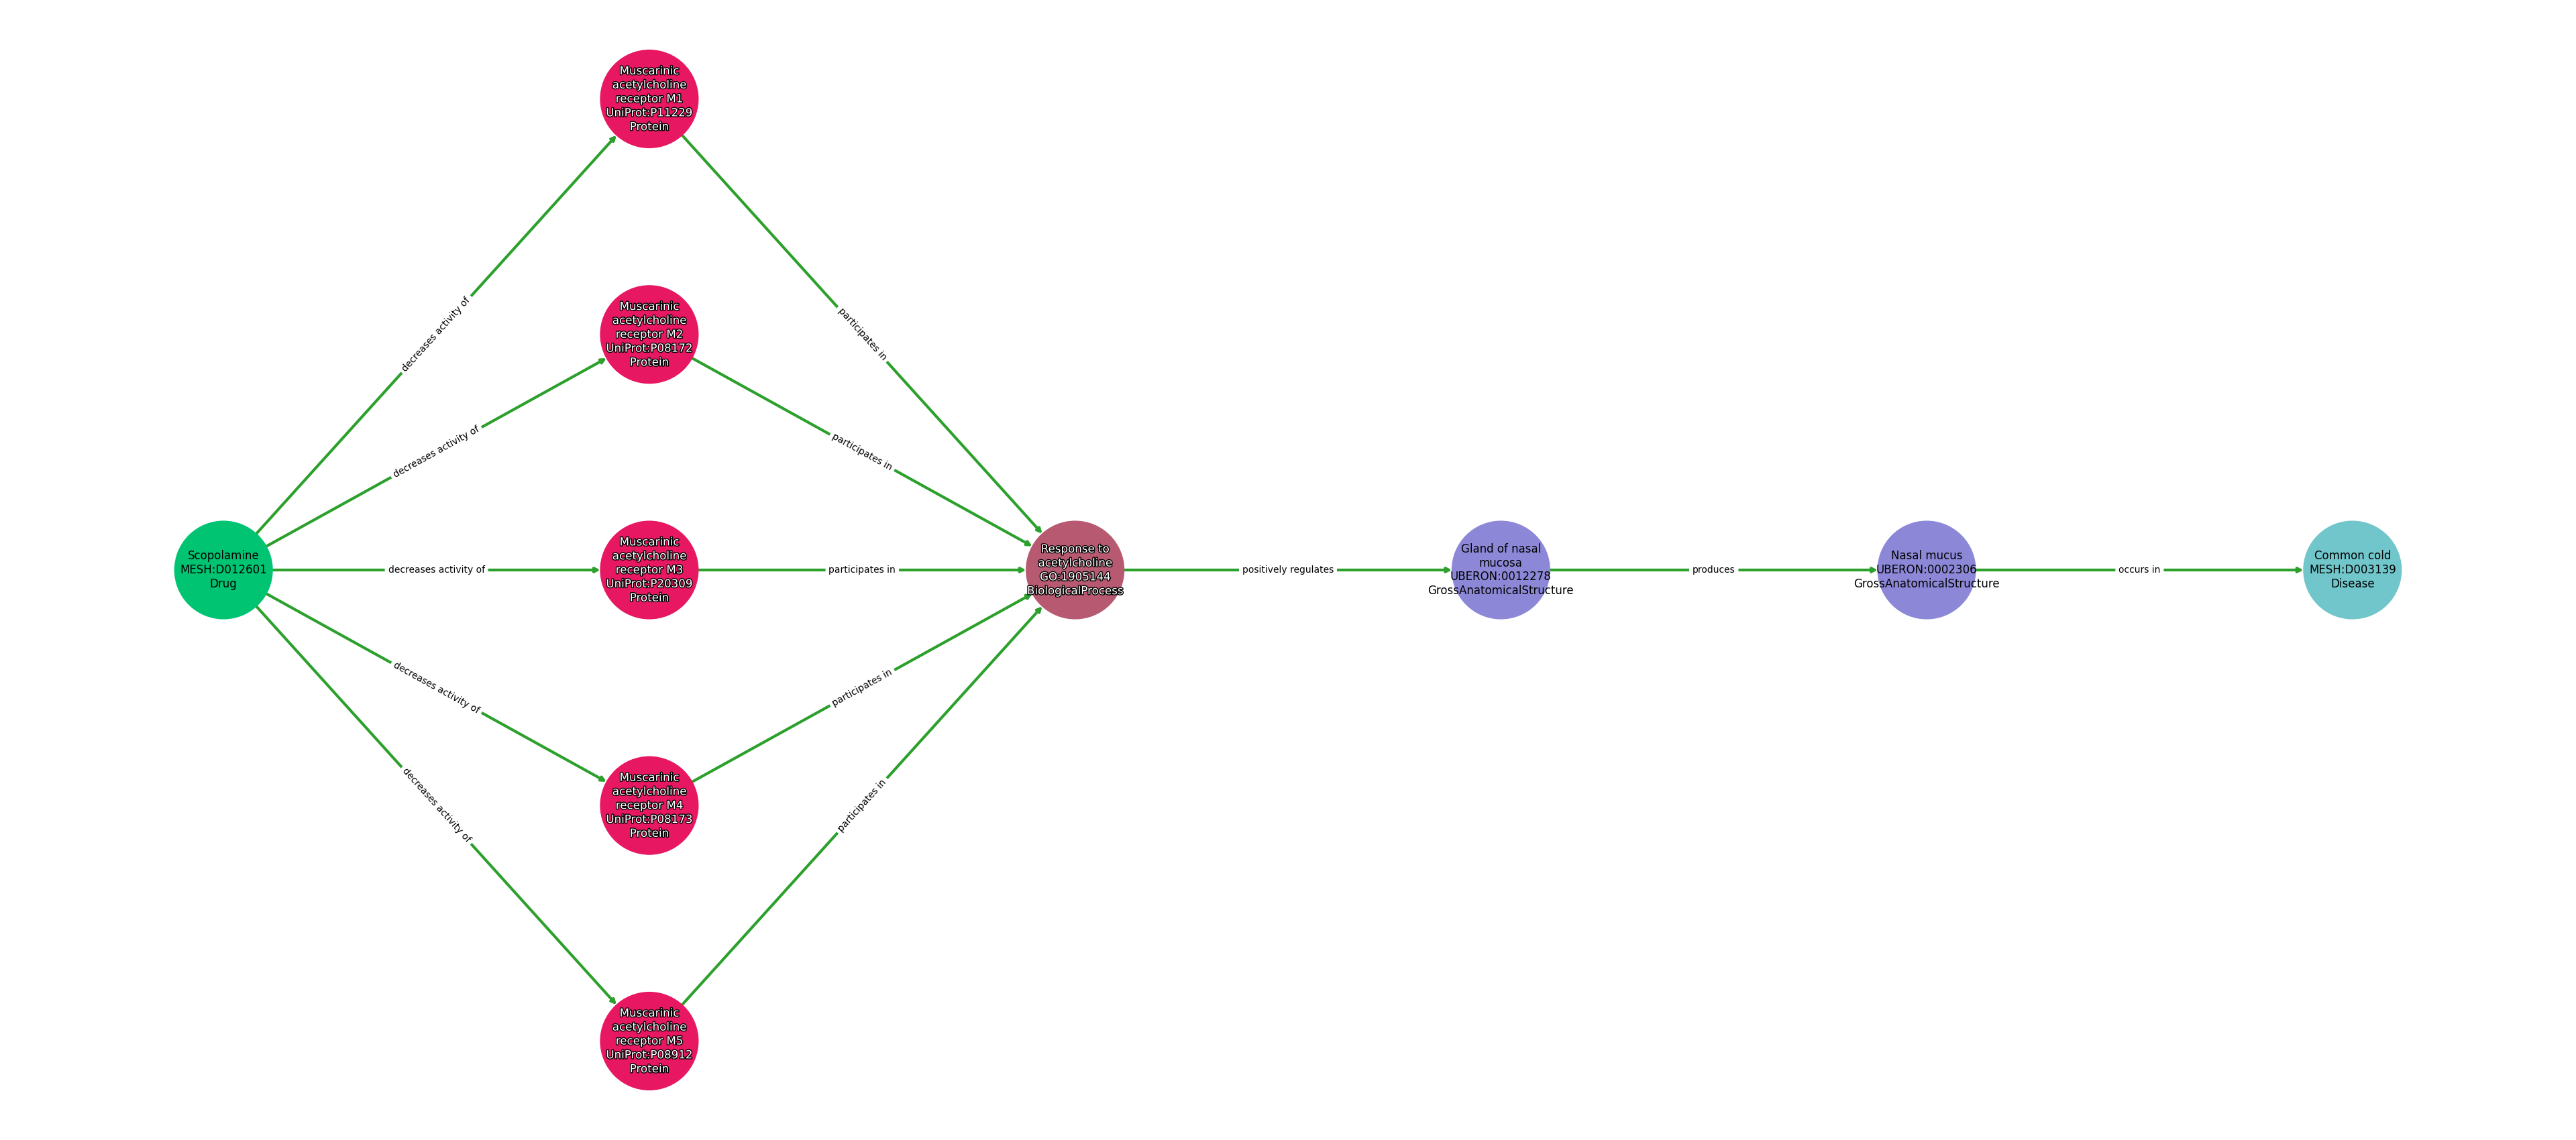 Muscarinic
acetylcholine
receptor M1
UniProt:P11229
Protein
decreases activity of
participates in
Muscarinic
acetylcholine
receptor M2
UniProt:P08172
Protein
decreases activity of
participates in
Scopolamine
MESH:D012601
Drug
decreases activity of
Muscarinic
acetylcholine
receptor M3
UniProt:P20309
Protein
participates in
Response to
acetylcholine
GO:1905144
BiologicalProcess
positively regulates
Gland of nasal
mucosa
UBERON:0012278
GrossAnatomicalStructure
produces
Nasal mucus
UBERON:0002306
GrossAnatomicalStructure
occurs in
Common cold
MESH:D003139
Disease
decreases activity of
participates in
Muscarinic
acetylcholine
receptor M4
UniProt:P08173
Protein
decreases activity of
participates in
Muscarinic
acetylcholine
receptor M5
UniProt:P08912
Protein